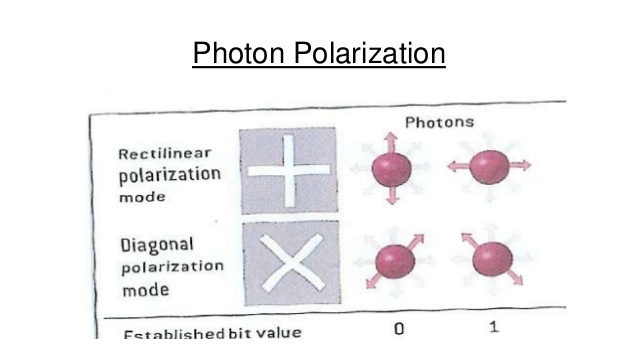 Photon Polarization
Photons
Rectilinear
polarization
mode
Diagonal
polarization
mode
Established bit value 0 1